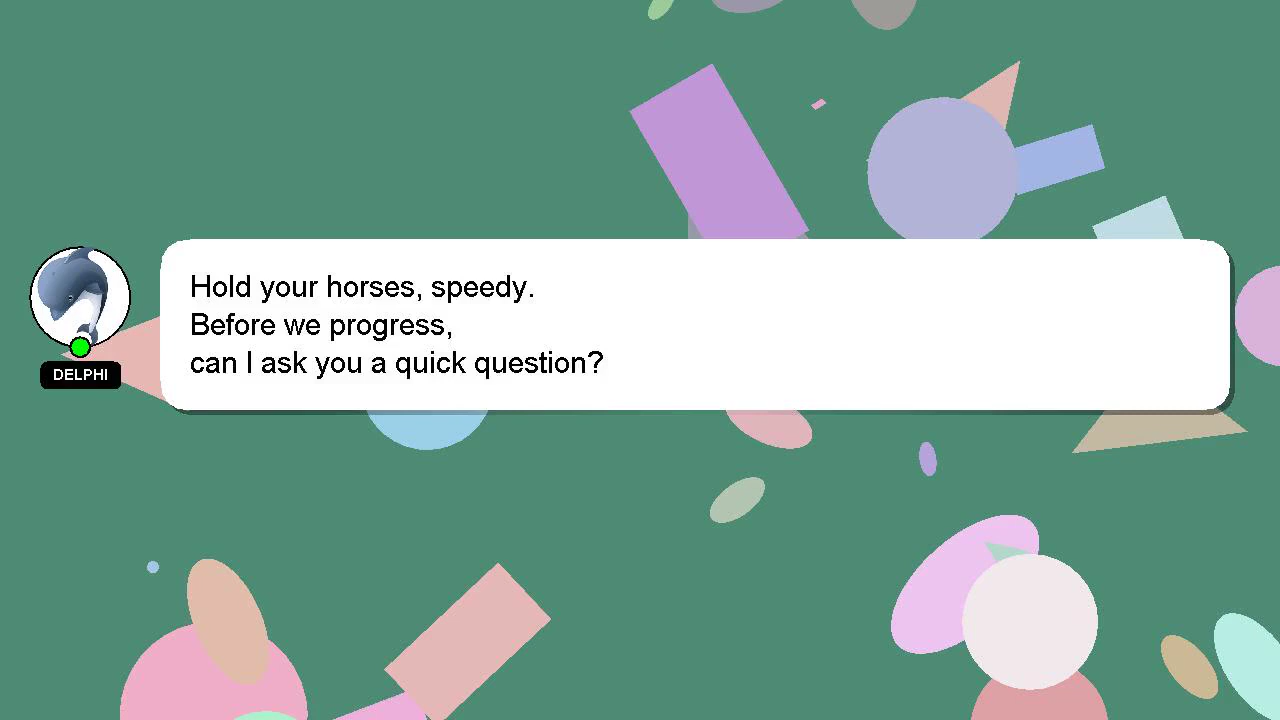 Hold your horses, speedy.
Before we progress,
can I ask you a quick question?
DELPHI